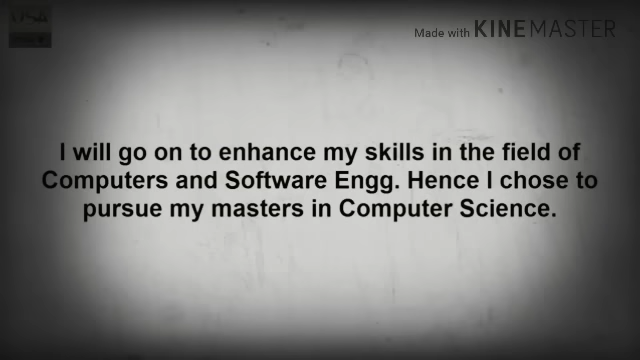 USA
Made with KINEMASTER
I will go on to enhance my skills in the field of
Computers and Software Engg. Hence I chose to
pursue my masters in Computer Science.